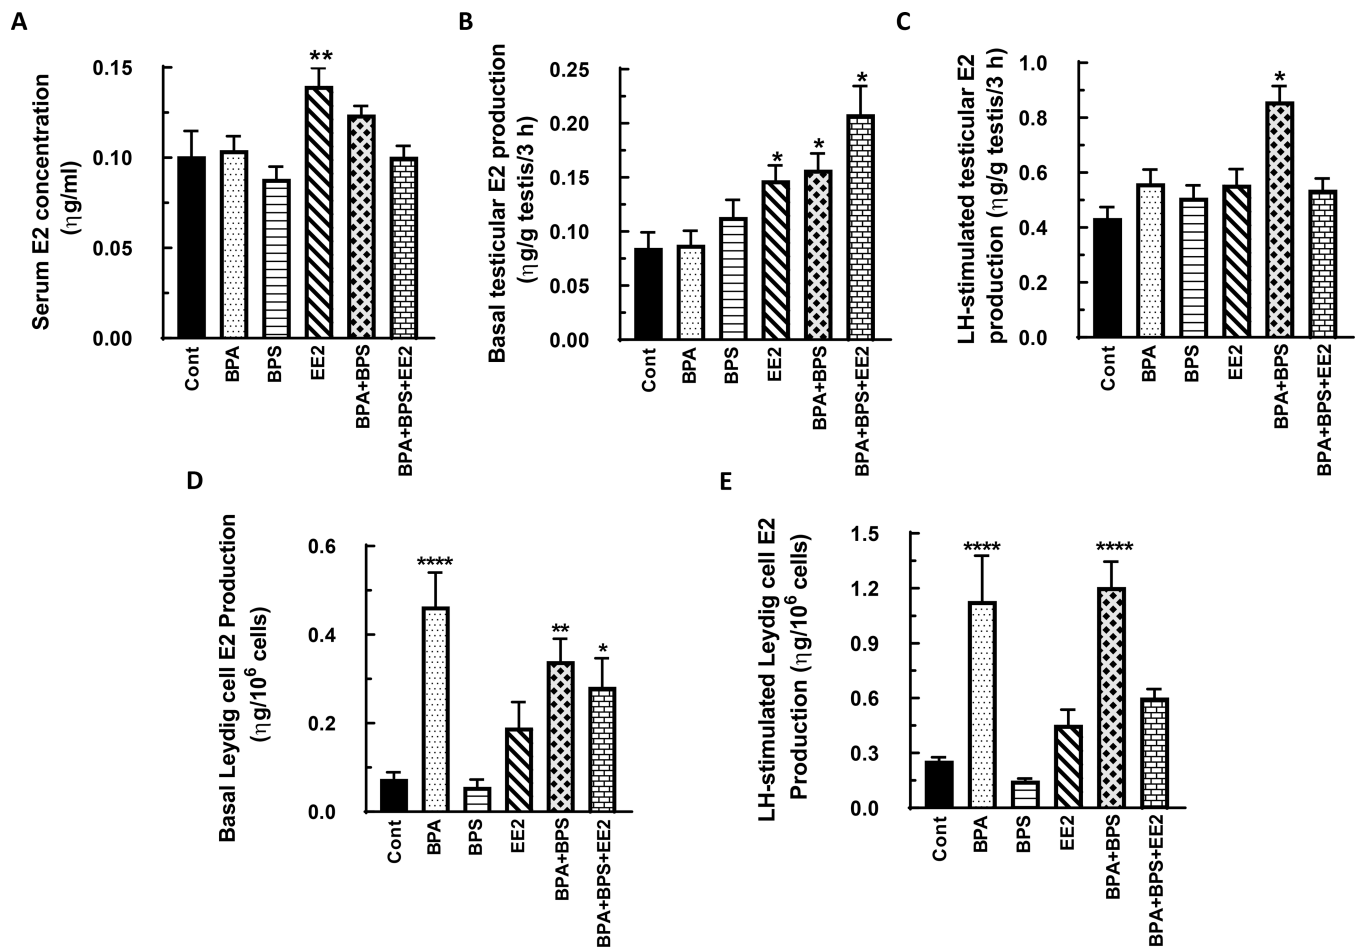 A
Serum E2 concentration
(ηg/ml)
0.15
0.10
0.05
0.00
**
Cont
BPA
BPS
EE2
BPA+BPS
BPA+BPS+EE2
B
Basal testicular E2 production
(ηg/g testis/3 h)
0.25
0.20
0.15
0.10
0.05
0.00
*
*
*
Cont
BPA
BPS
EE2
BPA+BPS
BPA+BPS+EE2
C
LH-stimulated testicular E2
production (ηg/g testis/3 h)
1.0
0.8
0.6
0.4
0.2
0.0
*
Cont
BPA
BPS
EE2
BPA+BPS
BPA+BPS+EE2
D
Basal Leydig cell E2 Production
(ηg/10⁶ cells)
0.6
0.4
0.2
0.0
****
**
*
Cont
BPA
BPS
EE2
BPA+BPS
BPA+BPS+EE2
E
LH-stimulated Leydig cell E2
Production (ηg/10⁶ cells)
1.5
1.2
0.9
0.6
0.3
0.0
****
****
Cont
BPA
BPS
EE2
BPA+BPS
BPA+BPS+EE2